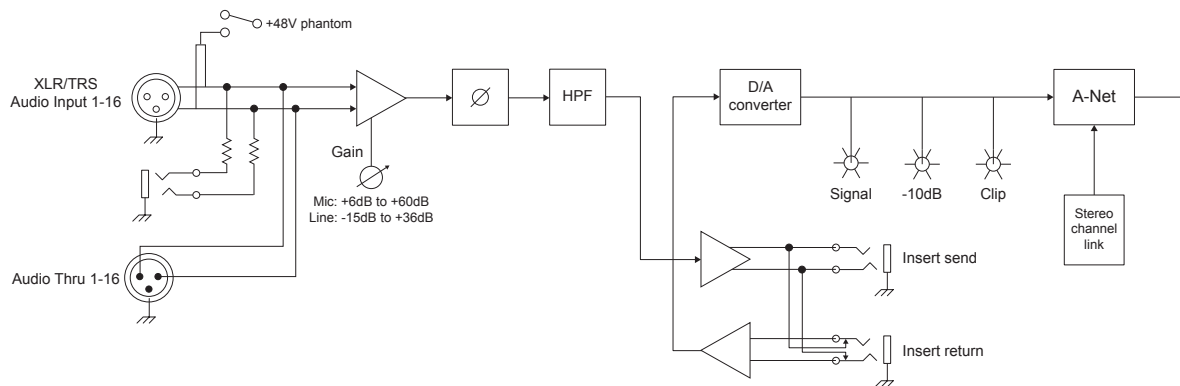 +48V phantom
XLR/TRS
Audio Input 1-16
Gain
Mic: +6dB to +60dB
Line: -15dB to +36dB
Audio Thru 1-16
Ø
HPF
D/A
converter
Signal
-10dB
Clip
A-Net
Stereo
channel
link
Insert send
Insert return